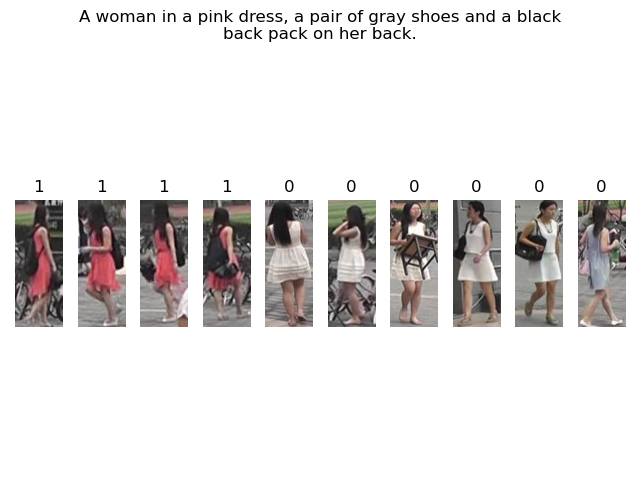 A woman in a pink dress, a pair of gray shoes and a black
back pack on her back.
1 1 1 1 0 0 0 0 0 0